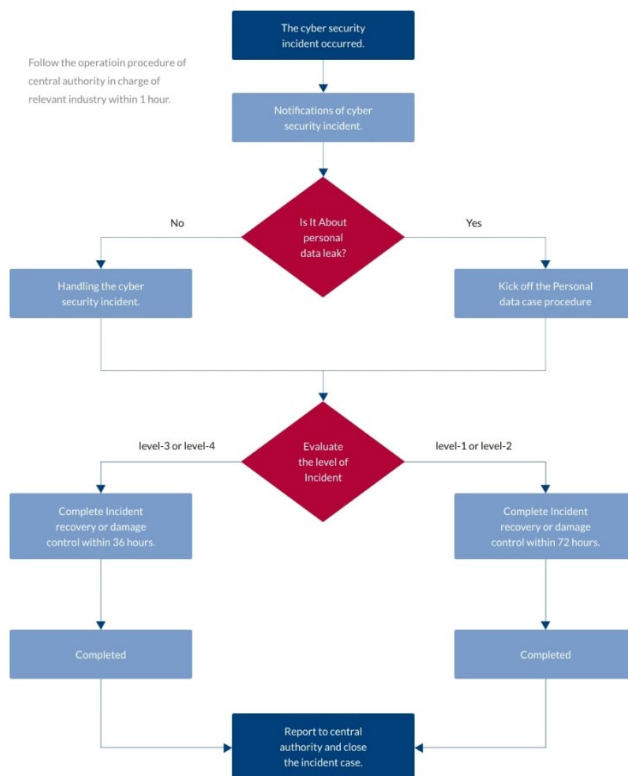 The cyber security
incident occurred.
Follow the operatioin procedure of
central authority in charge of
relevant industry within 1 hour.
Notifications of cyber
security incident.
Is It About
personal
data leak?
No
Yes
Handling the cyber
security incident.
Kick off the Personal
data case procedure
Evaluate
the level of
Incident
level-3 or level-4
level-1 or level-2
Complete Incident
recovery or damage
control within 36 hours.
Complete Incident
recovery or damage
control within 72 hours.
Completed
Completed
Report to central
authority and close
the incident case.